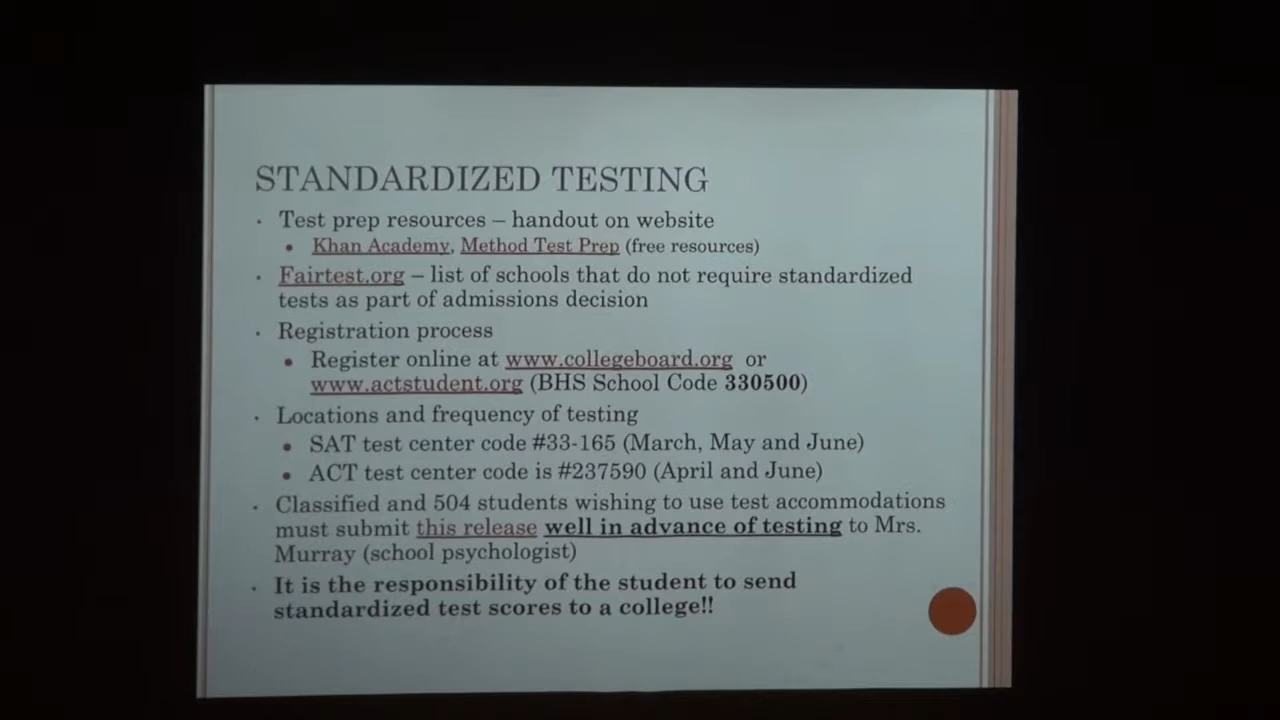 STANDARDIZED TESTING
• Test prep resources – handout on website
• Khan Academy, Method Test Prep (free resources)
• Fairtest.org – list of schools that do not require standardized
tests as part of admissions decision
• Registration process
• Register online at www.collegeboard.org or
www.actstudent.org (BHS School Code 330500)
• Locations and frequency of testing
• SAT test center code #33-165 (March, May and June)
• ACT test center code is #237590 (April and June)
• Classified and 504 students wishing to use test accommodations
must submit this release well in advance of testing to Mrs.
Murray (school psychologist)
• It is the responsibility of the student to send
standardized test scores to a college!!